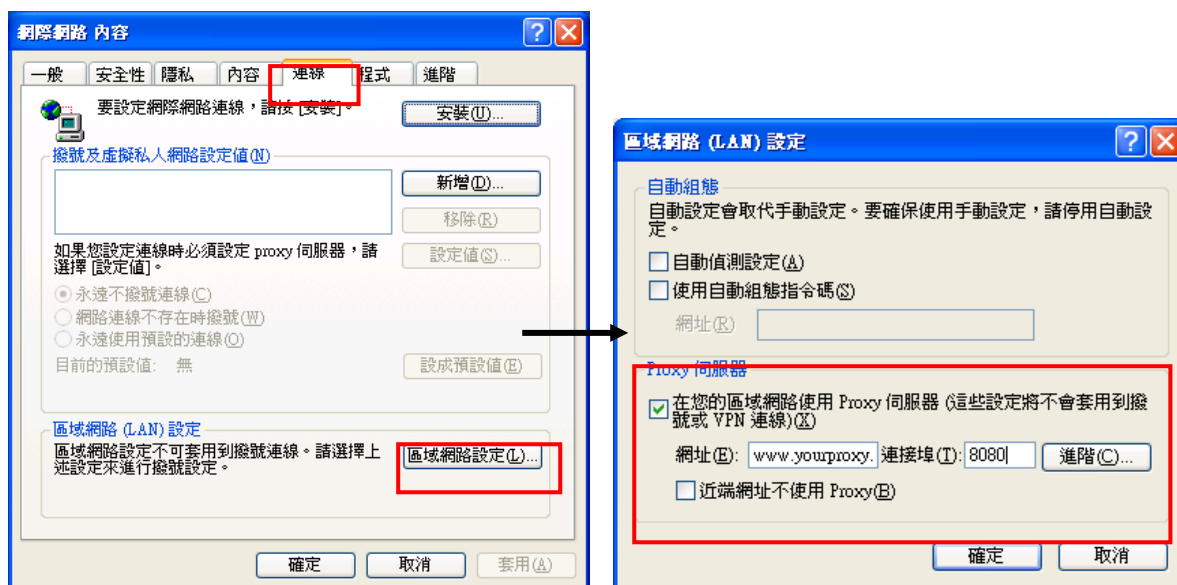 網際網路 內容
一般 安全性 隱私 內容 連線 程式 進階
要設定網際網路連線，請按 [安裝]。
安裝(U)...
撥號及虛擬私人網路設定值(N)
新增(D)...
移除(R)
如果您設定連線時必須設定 proxy 伺服器，請
選擇 [設定值]。
設定值(S)...
永遠不撥號連線(C)
網路連線不存在時撥號(W)
永遠使用預設的連線(O)
目前的預設值: 無
設成預設值(E)
區域網路 (LAN) 設定
區域網路設定不可套用到撥號連線。請選擇上
述設定來進行撥號設定。
區域網路設定(L)...
確定 取消 套用(A)
區域網路 (LAN) 設定
自動組態
自動設定會取代手動設定。要確保使用手動設定，請停用自動設
定。
自動偵測設定(A)
使用自動組態指令碼(S)
網址(R)
Proxy 伺服器
在您的區域網路使用 Proxy 伺服器 (這些設定將不會套用到撥
號或 VPN 連線)(X)
網址(E): www.yourproxy. 連接埠(T): 8080 進階(C)...
近端網址不使用 Proxy(B)
確定 取消